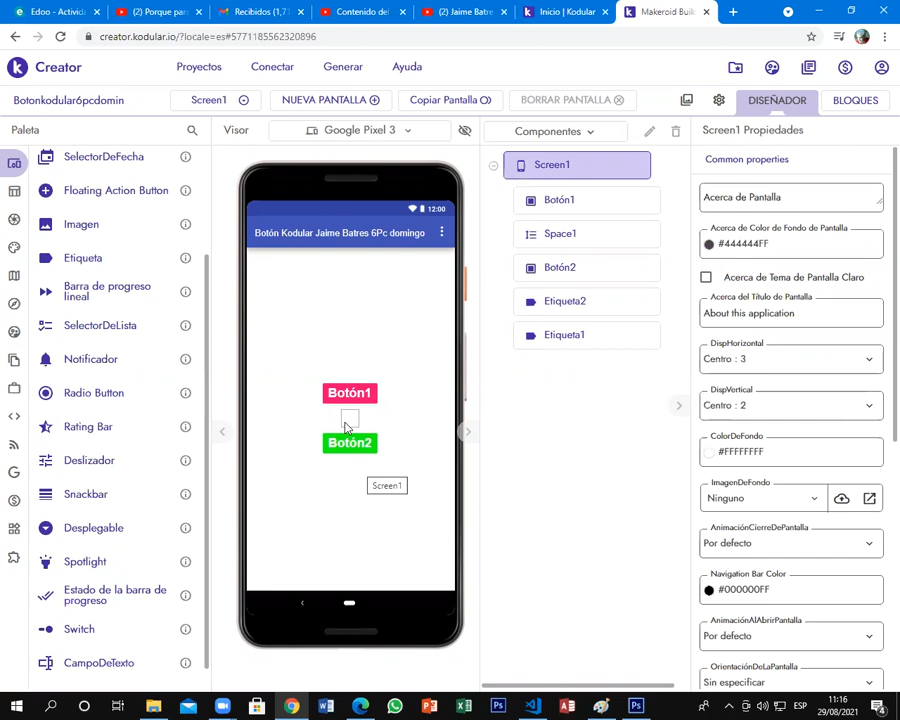 Edoo - Activida
(2) Porque para
Recibidos (1,71
Contenido de
(2) Jaime Batre
Inicio | Kodular
Makeroid Buil
creator.kodular.io/?locale=es#5771185562320896
Creator
Proyectos
Conectar
Generar
Ayuda
Botonkodular6pcdomin
Screen1
NUEVA PANTALLA
Copiar Pantalla
BORRAR PANTALLA
DISEÑADOR
BLOQUES
Paleta
Visor
Google Pixel 3
Componentes
Screen1 Propiedades
SelectorDeFecha
Floating Action Button
Imagen
Etiqueta
Barra de progreso
lineal
SelectorDeLista
Notificador
Radio Button
Rating Bar
Deslizador
Snackbar
Desplegable
Spotlight
Estado de la barra de
progreso
Switch
CampoDeTexto
12:00
Botón Kodular Jaime Batres 6Pc domingo
Botón1
Botón2
Screen1
Screen1
Botón1
Space1
Botón2
Etiqueta2
Etiqueta1
Common properties
Acerca de Pantalla
Acerca de Color de Fondo de Pantalla
#444444FF
Acerca de Tema de Pantalla Claro
Acerca del Título de Pantalla
About this application
DispHorizontal
Centro : 3
DispVertical
Centro : 2
ColorDeFondo
#FFFFFFFF
ImagenDeFondo
Ninguno
AnimaciónCierreDePantalla
Por defecto
Navigation Bar Color
#000000FF
AnimaciónAlAbrirPantalla
Por defecto
OrientaciónDeLaPantalla
Sin especificar
ESP
11:16
29/08/2021
4